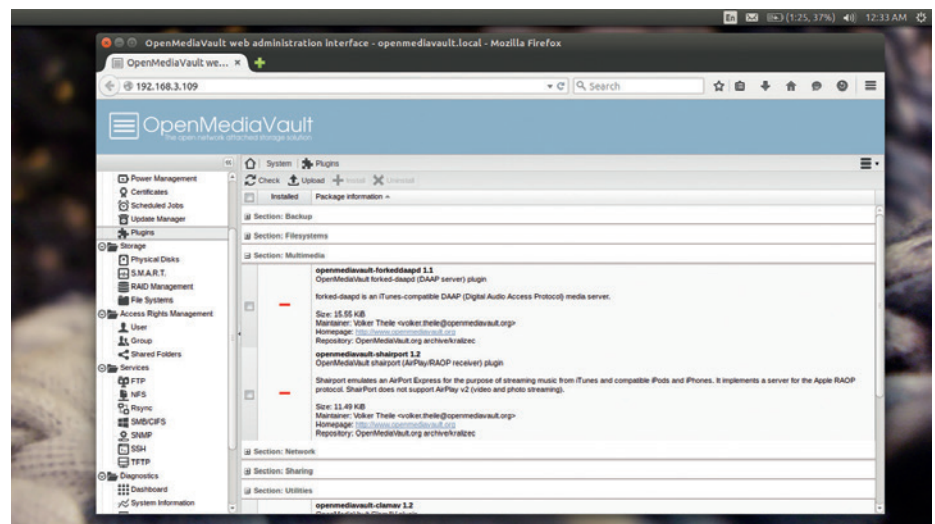 En (1:25, 37%) 12:33 AM
OpenMediaVault web administration interface - openmediavault.local - Mozilla Firefox
OpenMediaVault we... ×
192.168.3.109 Search
OpenMediaVault
The open network attached storage solution
System Plugins
Check Upload Install Uninstall
Installed Package information
Power Management
Certificates
Scheduled Jobs
Update Manager
Plugins
Storage
Physical Disks
S.M.A.R.T.
RAID Management
File Systems
Access Rights Management
User
Group
Shared Folders
Services
FTP
NFS
Rsync
SMB/CIFS
SNMP
SSH
TFTP
Diagnostics
Dashboard
System Information
Section: Backup
Section: Filesystems
Section: Multimedia
openmediavault-forkeddaapd 1.1
OpenMediaVault forked-daapd (DAAP server) plugin
forked-daapd is an iTunes-compatible DAAP (Digital Audio Access Protocol) media server.
Size: 15.55 KiB
Maintainer: Volker Theile <volker.theile@openmediavault.org>
Homepage: http://www.openmediavault.org
Repository: OpenMediaVault.org archive/kralizec
openmediavault-shairport 1.2
OpenMediaVault shairport (AirPlay/RAOP receiver) plugin
Shairport emulates an AirPort Express for the purpose of streaming music from iTunes and compatible iPods and iPhones. It implements a server for the Apple RAOP
protocol. ShairPort does not support AirPlay v2 (video and photo streaming).
Size: 11.49 KiB
Maintainer: Volker Theile <volker.theile@openmediavault.org>
Homepage: http://www.openmediavault.org
Repository: OpenMediaVault.org archive/kralizec
Section: Network
Section: Sharing
Section: Utilities
openmediavault-clamav 1.2